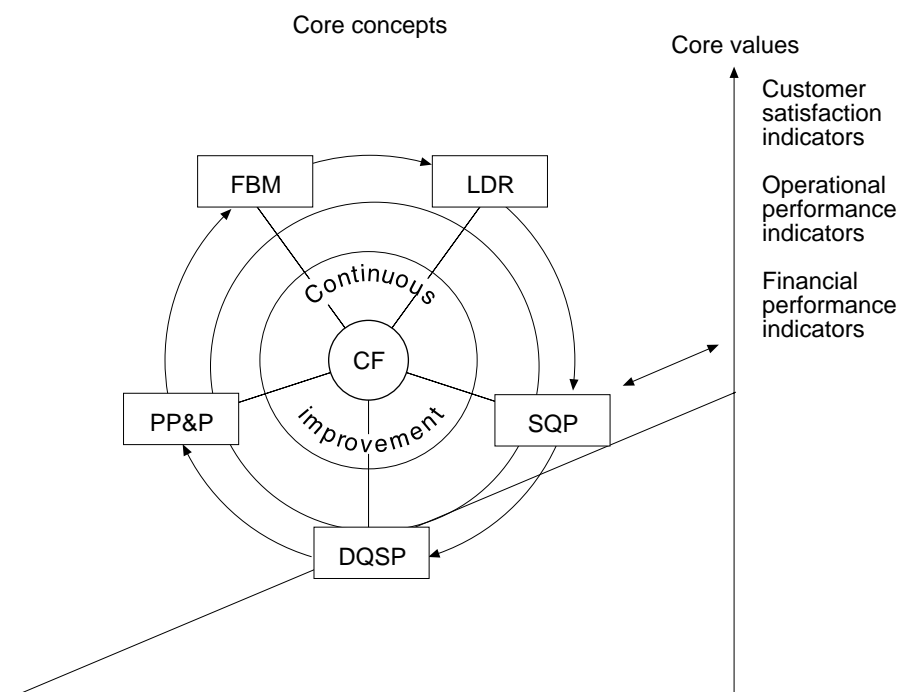 Core concepts
Core values
Customer
satisfaction
indicators
Operational
performance
indicators
Financial
performance
indicators
FBM
LDR
Continuous
CF
improvement
PP&P
SQP
DQSP